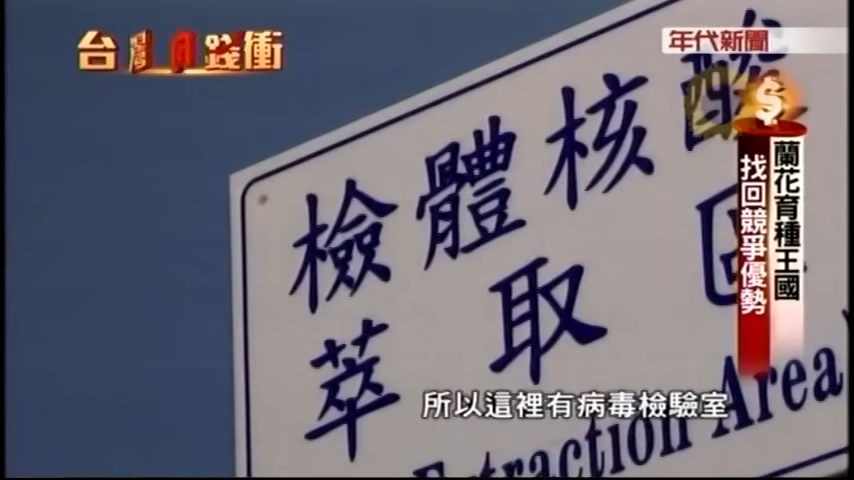 台灣向錢衝
年代新聞
蘭花育種王國
找回競爭優勢
檢體核酸
萃取區
Extraction Area
所以這裡有病毒檢驗室